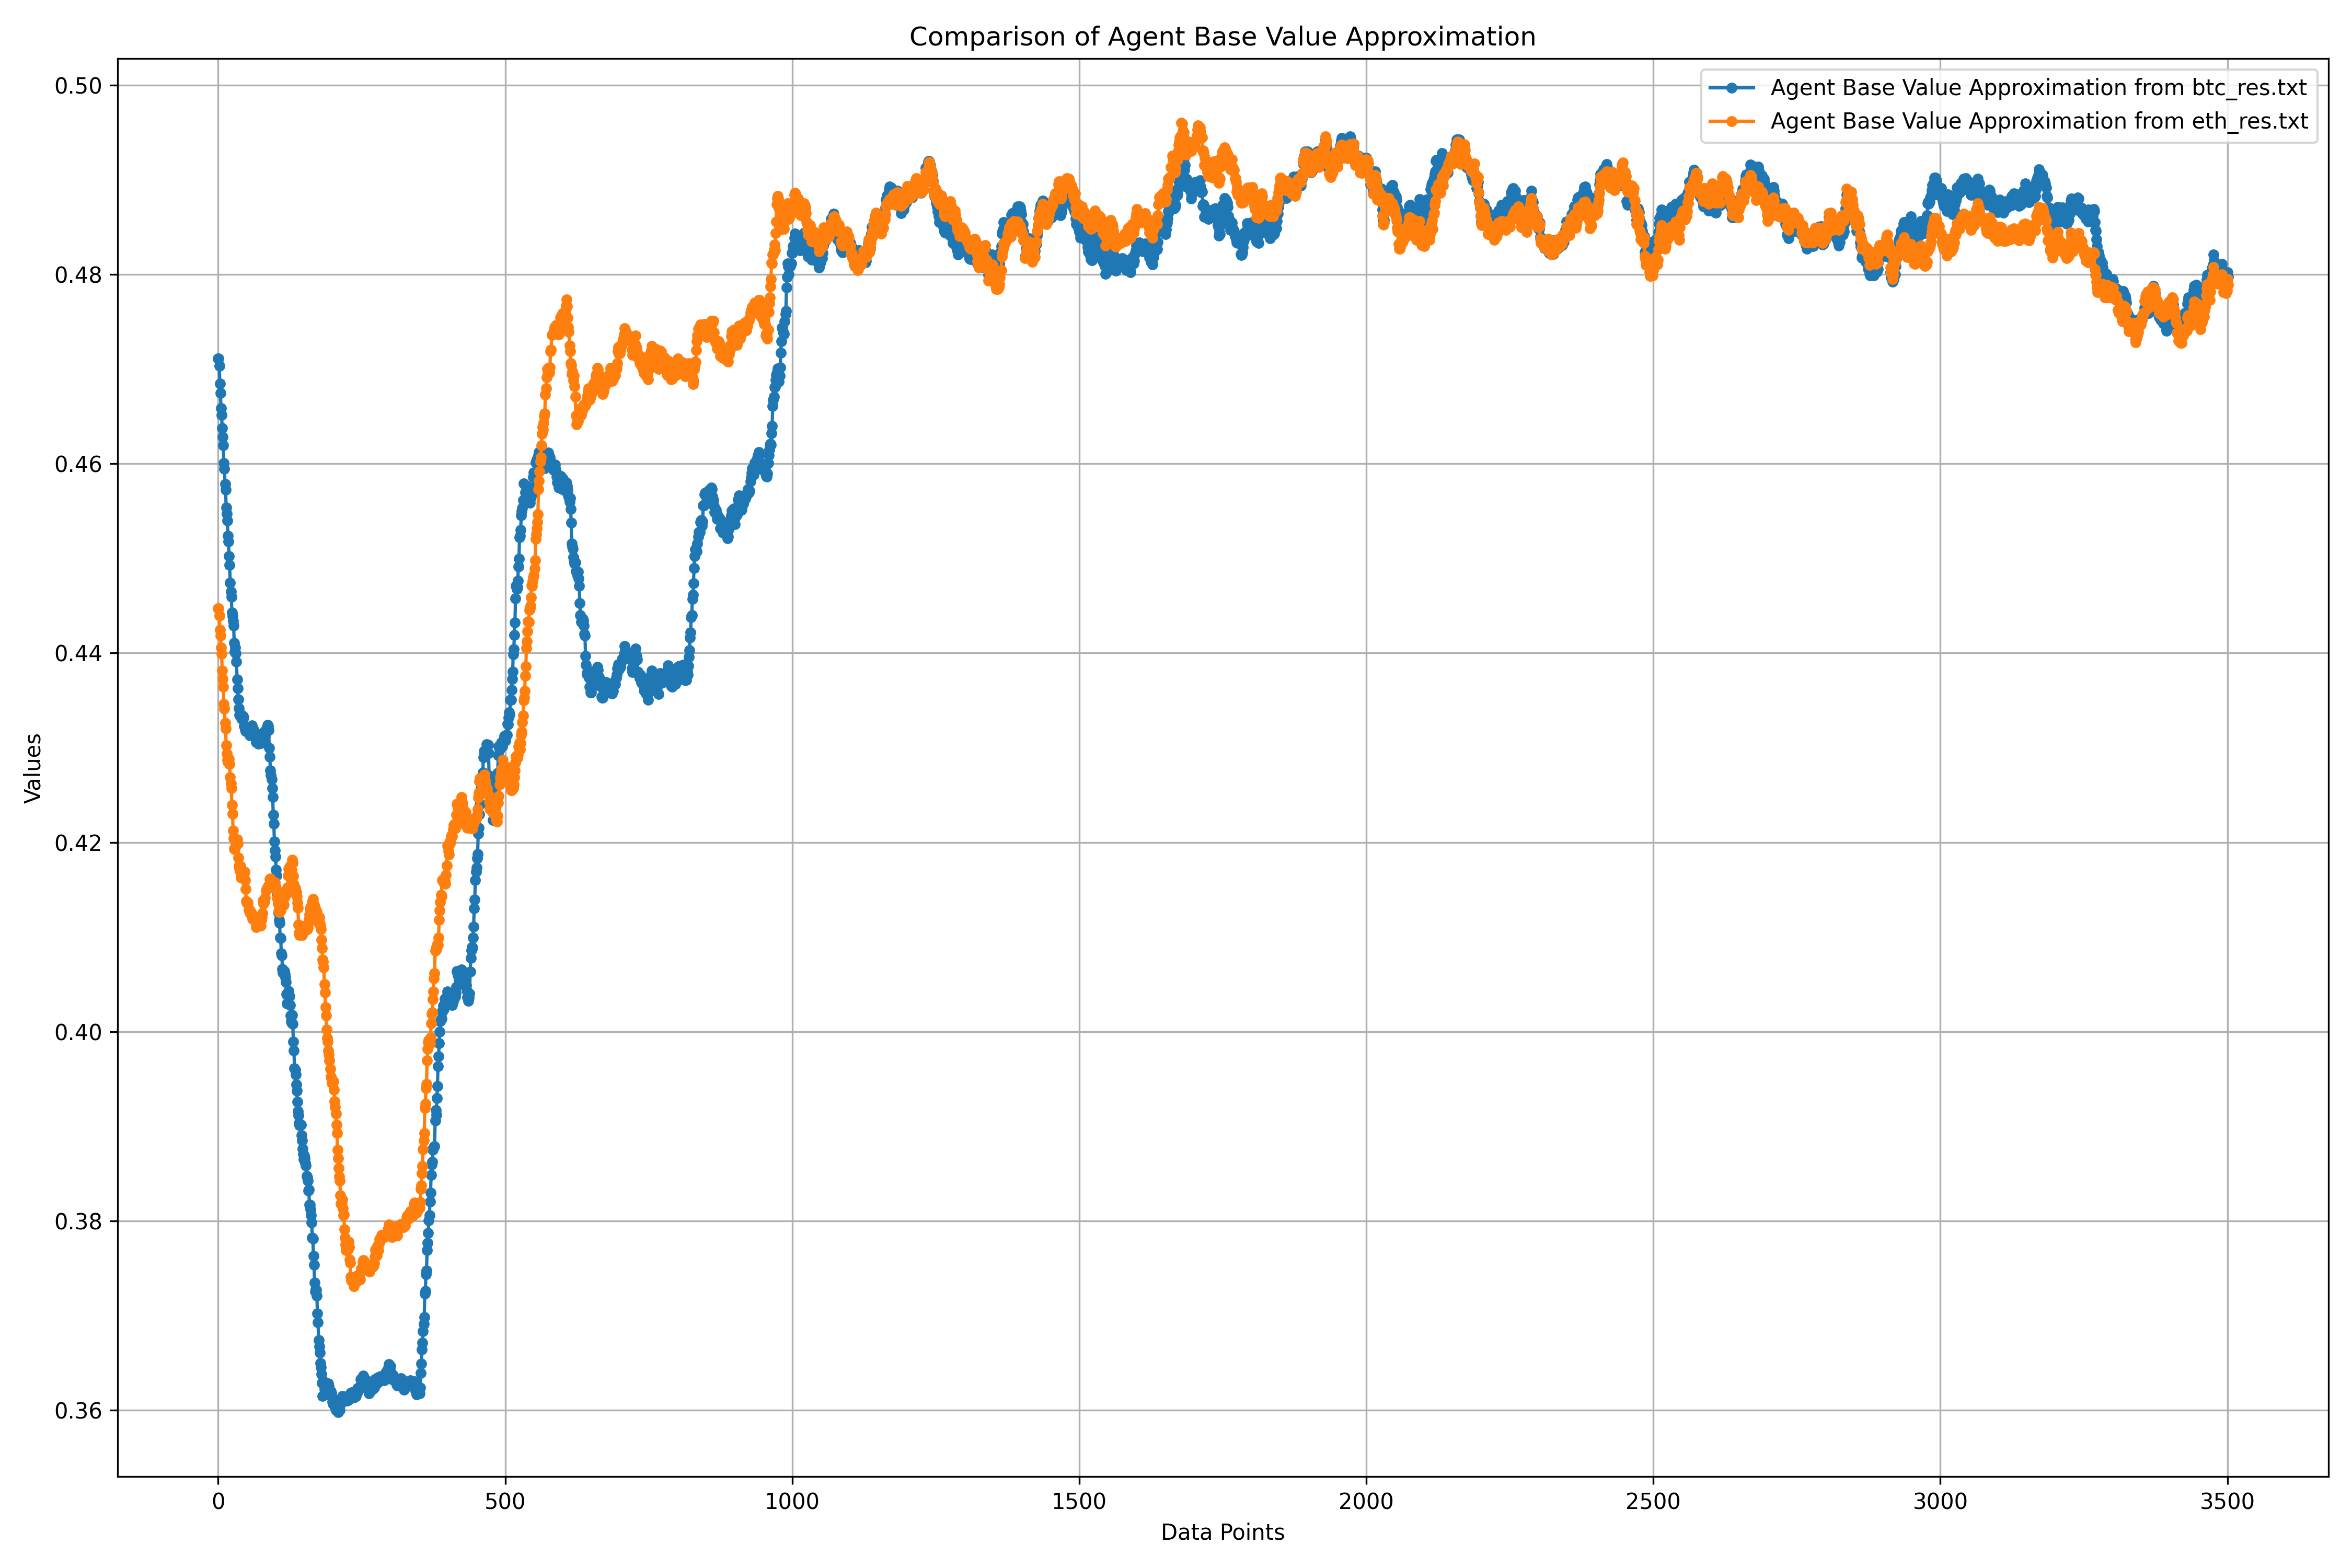 Comparison of Agent Base Value Approximation
Agent Base Value Approximation from btc_res.txt
Agent Base Value Approximation from eth_res.txt
0.50
0.48
0.46
0.44
0.42
0.40
0.38
0.36
Values
0 500 1000 1500 2000 2500 3000 3500
Data Points